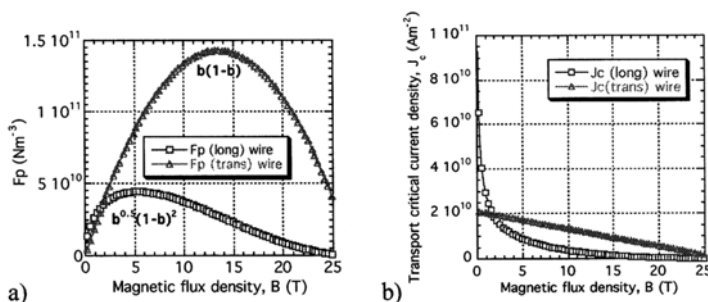 a)
Fp (Nm⁻³)
1.5 10¹¹
1 10¹¹
5 10¹⁰
0
b(1-b)
Fp (long) wire
Fp (trans) wire
b⁰·⁵(1-b)²
0 5 10 15 20 25
Magnetic flux density, B (T)
b)
Transport critical current density, J_c (Am⁻²)
1 10¹¹
8 10¹⁰
6 10¹⁰
4 10¹⁰
2 10¹⁰
0
Jc (long) wire
Jc(trans) wire
0 5 10 15 20 25
Magnetic flux density, B (T)